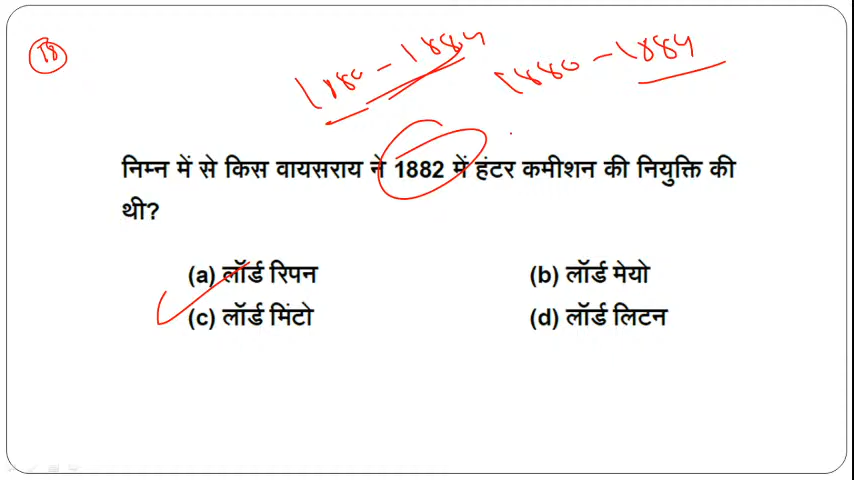 18
1880 - 1884 1880 - 1884
निम्न में से किस वायसराय ने 1882 में हंटर कमीशन की नियुक्ति की
थी?
(a) लॉर्ड रिपन (b) लॉर्ड मेयो
(c) लॉर्ड मिंटो (d) लॉर्ड लिटन